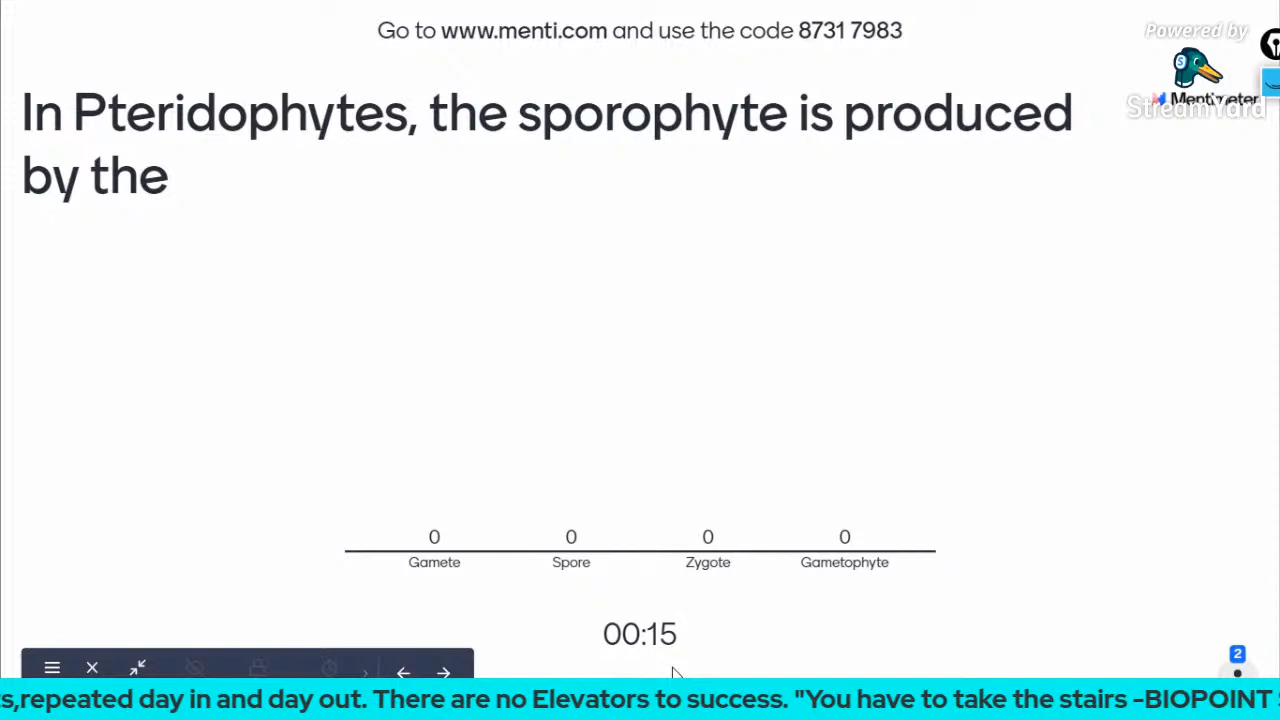 Go to www.menti.com and use the code 8731 7983
Powered by
Mentimeter
StreamYard
In Pteridophytes, the sporophyte is produced
by the
0 0 0 0
Gamete Spore Zygote Gametophyte
00:15
2
repeated day in and day out. There are no Elevators to success. "You have to take the stairs -BIOPOINT